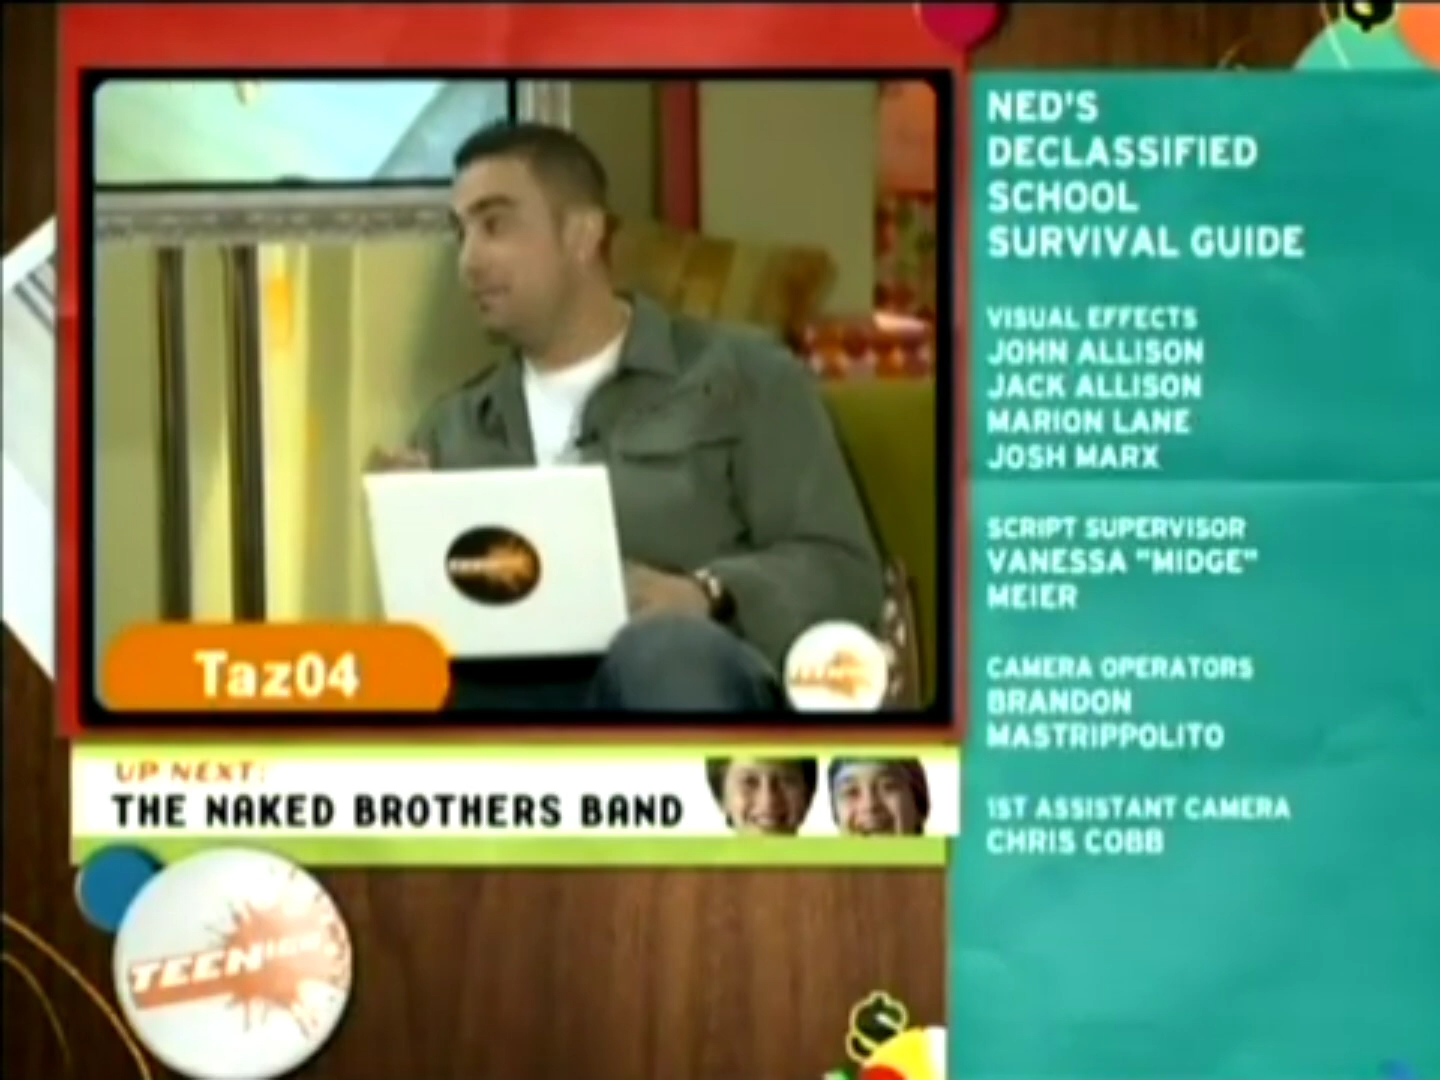 NED'S
DECLASSIFIED
SCHOOL
SURVIVAL GUIDE
VISUAL EFFECTS
JOHN ALLISON
JACK ALLISON
MARION LANE
JOSH MARX
SCRIPT SUPERVISOR
VANESSA "MIDGE"
MEIER
CAMERA OPERATORS
BRANDON
MASTRIPPOLITO
1ST ASSISTANT CAMERA
CHRIS COBB
Taz04
UP NEXT:
THE NAKED BROTHERS BAND
TEEN